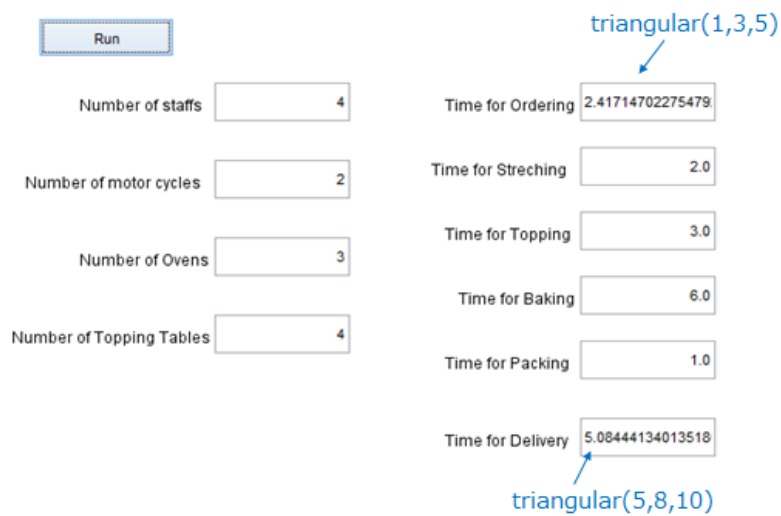 triangular(1,3,5)
Run
Number of staffs 4
Time for Ordering 2.4171470227547９
Number of motor cycles 2
Time for Streching 2.0
Time for Topping 3.0
Number of Ovens 3
Time for Baking 6.0
Number of Topping Tables 4
Time for Packing 1.0
Time for Delivery 5.08444134013518
triangular(5,8,10)